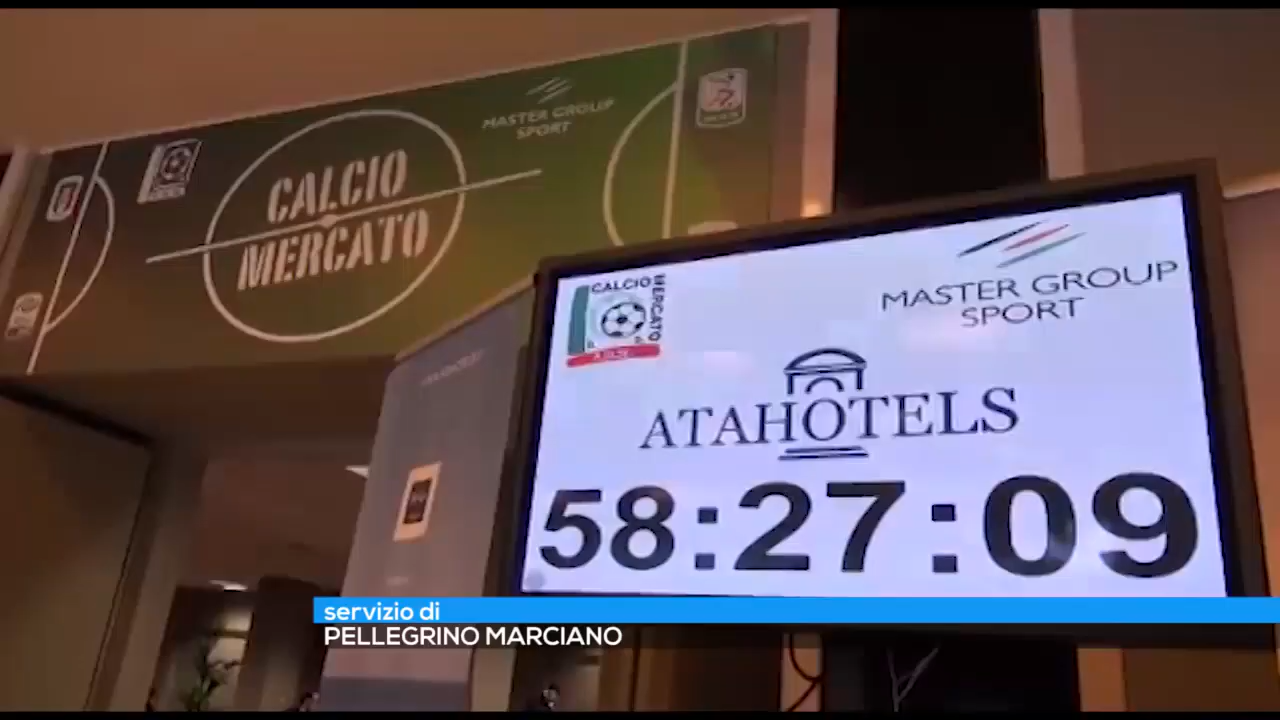 MASTER GROUP
SPORT
CALCIO
MERCATO
CALCIO
MERCATO
MASTER GROUP
SPORT
ATAHOTELS
58:27:09
servizio di
PELLEGRINO MARCIANO